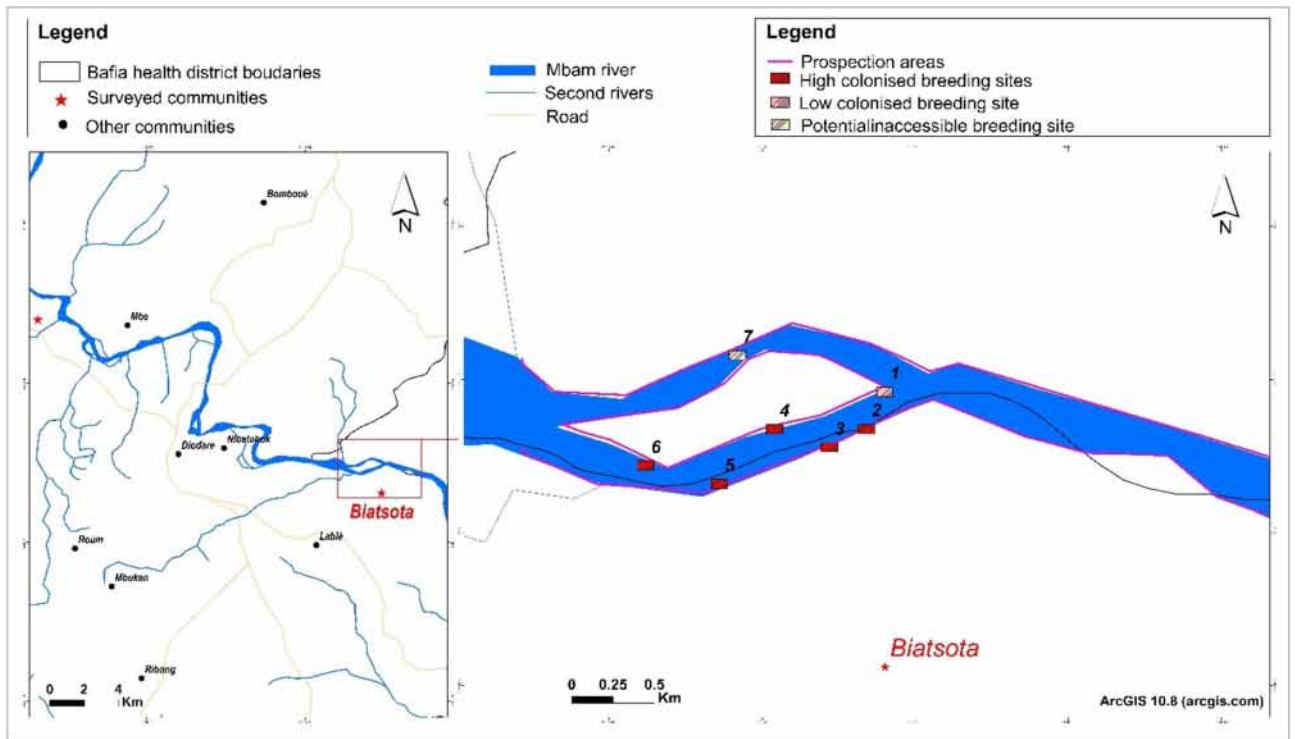 Legend
Bafia health district boudaries
Surveyed communities
Other communities
Mbam river
Second rivers
Road
Legend
Prospection areas
High colonised breeding sites
Low colonised breeding site
Potentialinaccessible breeding site
Bomboué
N
Mbe
Diodare
Biatsota
Roum
Lablé
Mbukan
Ribong
0 2 4
Km
N
7
1
4
2
3
6
5
Biatsota
0 0.25 0.5
Km
ArcGIS 10.8 (arcgis.com)